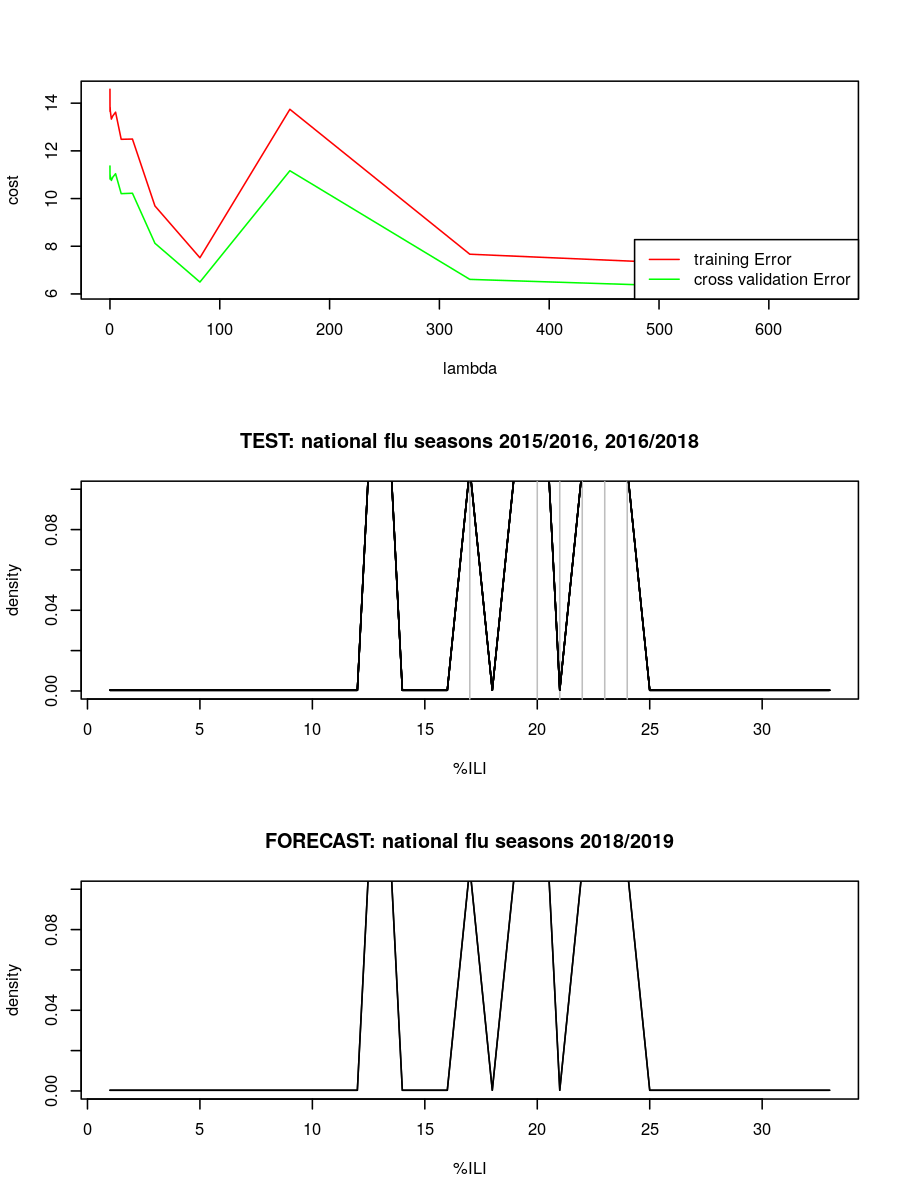 14
12
10
8
6
cost
training Error
cross validation Error
0 100 200 300 400 500 600
lambda
TEST: national flu seasons 2015/2016, 2016/2018
0.08
0.04
0.00
density
0 5 10 15 20 25 30
%ILI
FORECAST: national flu seasons 2018/2019
0.08
0.04
0.00
density
0 5 10 15 20 25 30
%ILI